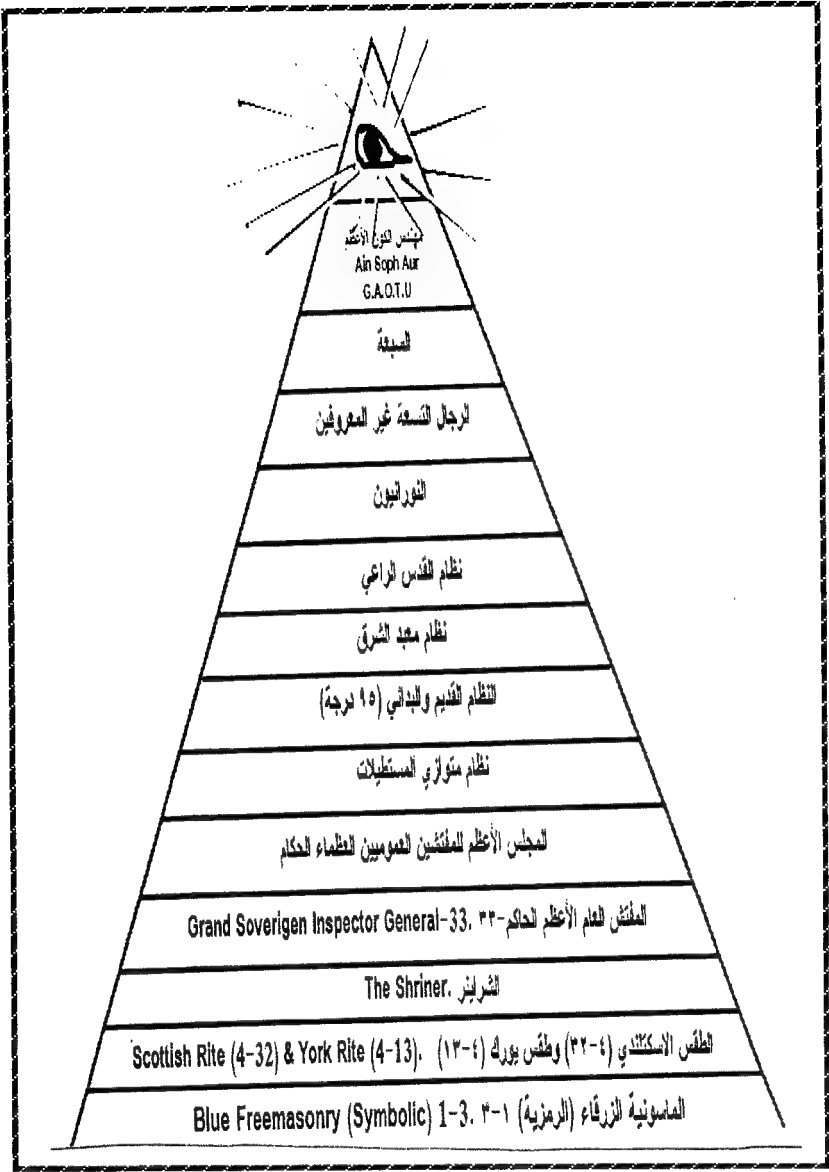 مهندس الكون الأعظم
Ain Soph Aur
G.A.O.T.U
السبعة
الرجال التسعة غير المعروفين
النورانيون
نظام القدس الراعي
نظام معبد الشرق
النظام القديم والبدائي (٩٥ درجة)
نظام متوازي المستطيلات
المجلس الأعظم للمفتشين العموميين العظماء الحكام
Grand Soverigen Inspector General-33. المفتش العام الأعظم الحاكم-٣٣
The Shriner. الشراينر
Scottish Rite (4-32) & York Rite (4-13). الطقس الاسكتلندي (٤-٣٢) وطقس يورك (٤-١٣)
Blue Freemasonry (Symbolic) 1-3. الماسونية الزرقاء (الرمزية) ١-٣